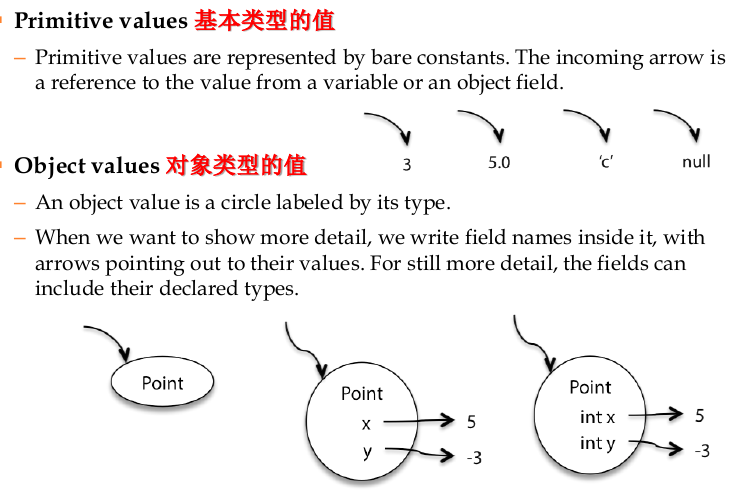 Primitive values 基本类型的值
– Primitive values are represented by bare constants. The incoming arrow is
a reference to the value from a variable or an object field.
3 5.0 ‘c’ null
Object values 对象类型的值
– An object value is a circle labeled by its type.
– When we want to show more detail, we write field names inside it, with
arrows pointing out to their values. For still more detail, the fields can
include their declared types.
Point
Point
x 5
y -3
Point
int x 5
int y -3